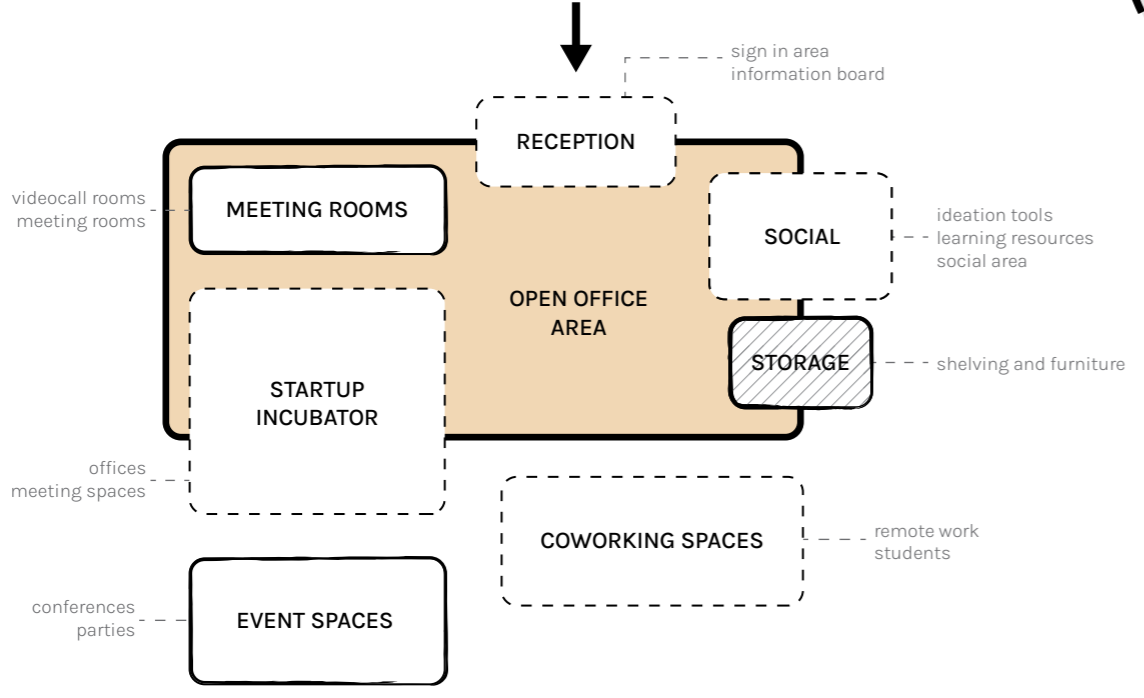 sign in area
information board
RECEPTION
videocall rooms
meeting rooms
MEETING ROOMS
SOCIAL
ideation tools
learning resources
social area
OPEN OFFICE
AREA
STORAGE
shelving and furniture
STARTUP
INCUBATOR
offices
meeting spaces
COWORKING SPACES
remote work
students
conferences
parties
EVENT SPACES